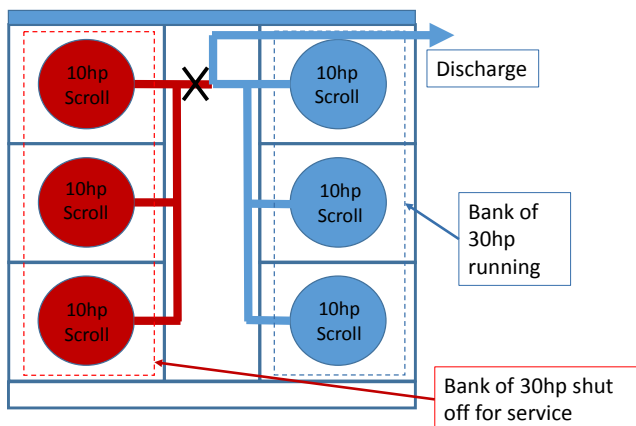 10hp
Scroll
10hp
Scroll
Discharge
10hp
Scroll
10hp
Scroll
Bank of
30hp
running
10hp
Scroll
10hp
Scroll
Bank of 30hp shut
off for service